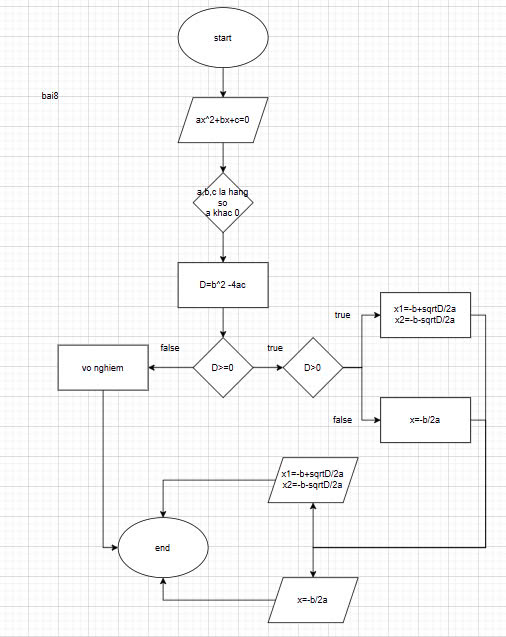 start
bai8
ax^2+bx+c=0
a,b,c la hang
so
a khac 0
D=b^2 -4ac
x1=-b+sqrtD/2a
x2=-b-sqrtD/2a
true
false
true
vo nghiem
D>=0
D>0
false
x=-b/2a
x1=-b+sqrtD/2a
x2=-b-sqrtD/2a
end
x=-b/2a